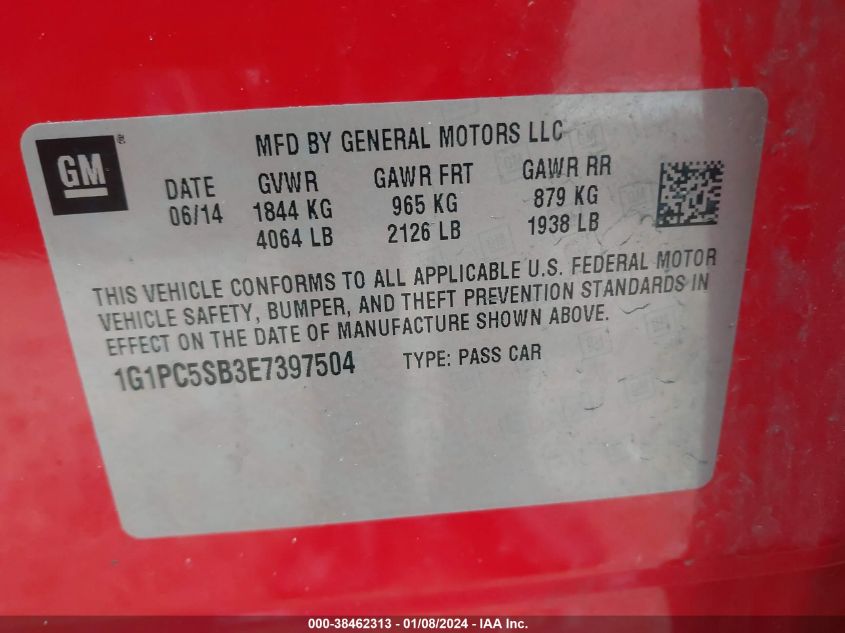 MFD BY GENERAL MOTORS LLC
GM®
DATE GVWR GAWR FRT GAWR RR
06/14 1844 KG 965 KG 879 KG
4064 LB 2126 LB 1938 LB
THIS VEHICLE CONFORMS TO ALL APPLICABLE U.S. FEDERAL MOTOR
VEHICLE SAFETY, BUMPER, AND THEFT PREVENTION STANDARDS IN
EFFECT ON THE DATE OF MANUFACTURE SHOWN ABOVE.
1G1PC5SB3E7397504 TYPE: PASS CAR
000-38462313 - 01/08/2024 - IAA Inc.